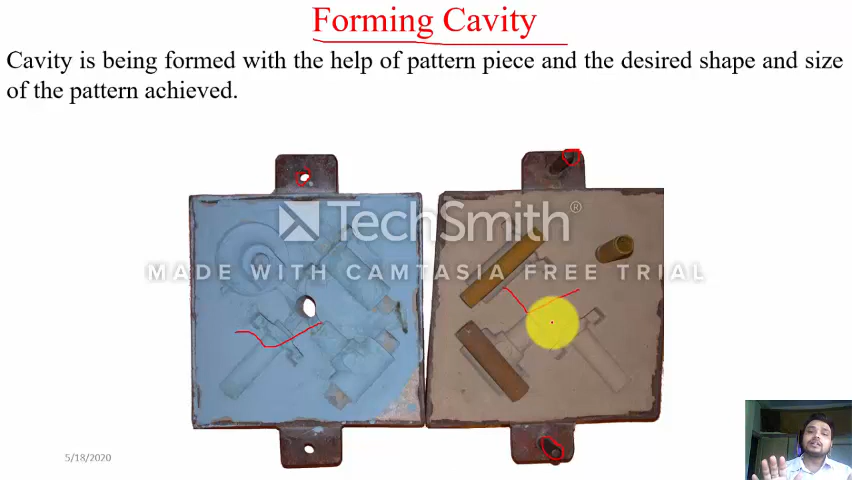 Forming Cavity
Cavity is being formed with the help of pattern piece and the desired shape and size
of the pattern achieved.
TechSmith®
MADE WITH CAMTASIA FREE TRIAL
5/18/2020